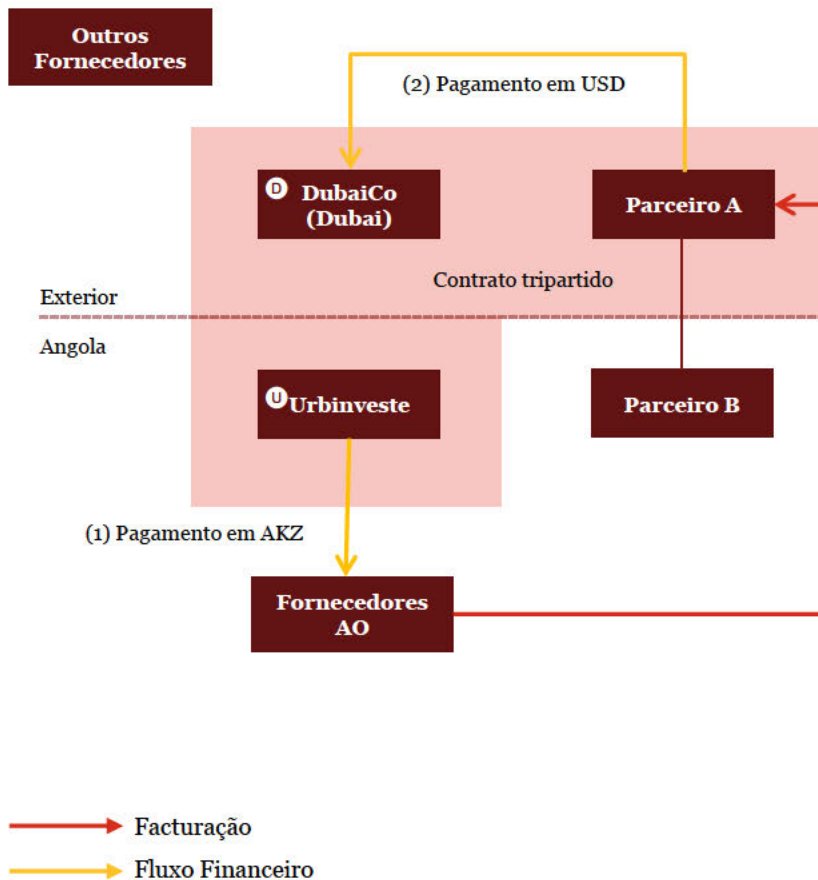 Outros
Fornecedores
(2) Pagamento em USD
D
DubaiCo
(Dubai)
Parceiro A
Contrato tripartido
Exterior
Angola
U
Urbinveste
Parceiro B
(1) Pagamento em AKZ
Fornecedores
AO
Facturação
Fluxo Financeiro